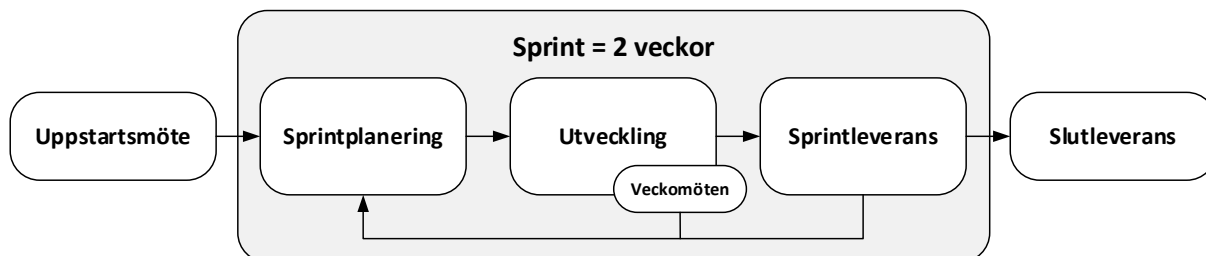 Sprint = 2 veckor
Uppstartsmöte
Sprintplanering
Utveckling
Veckomöten
Sprintleverans
Slutleverans